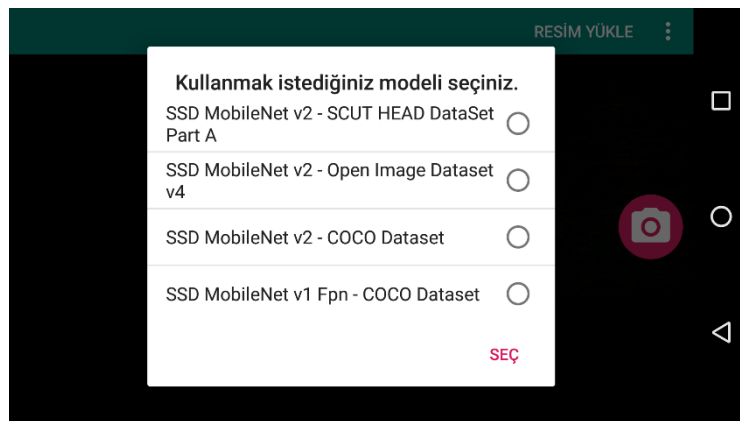 RESİM YÜKLE
Kullanmak istediğiniz modeli seçiniz.
SSD MobileNet v2 - SCUT HEAD DataSet
Part A
SSD MobileNet v2 - Open Image Dataset
v4
SSD MobileNet v2 - COCO Dataset
SSD MobileNet v1 Fpn - COCO Dataset
SEÇ